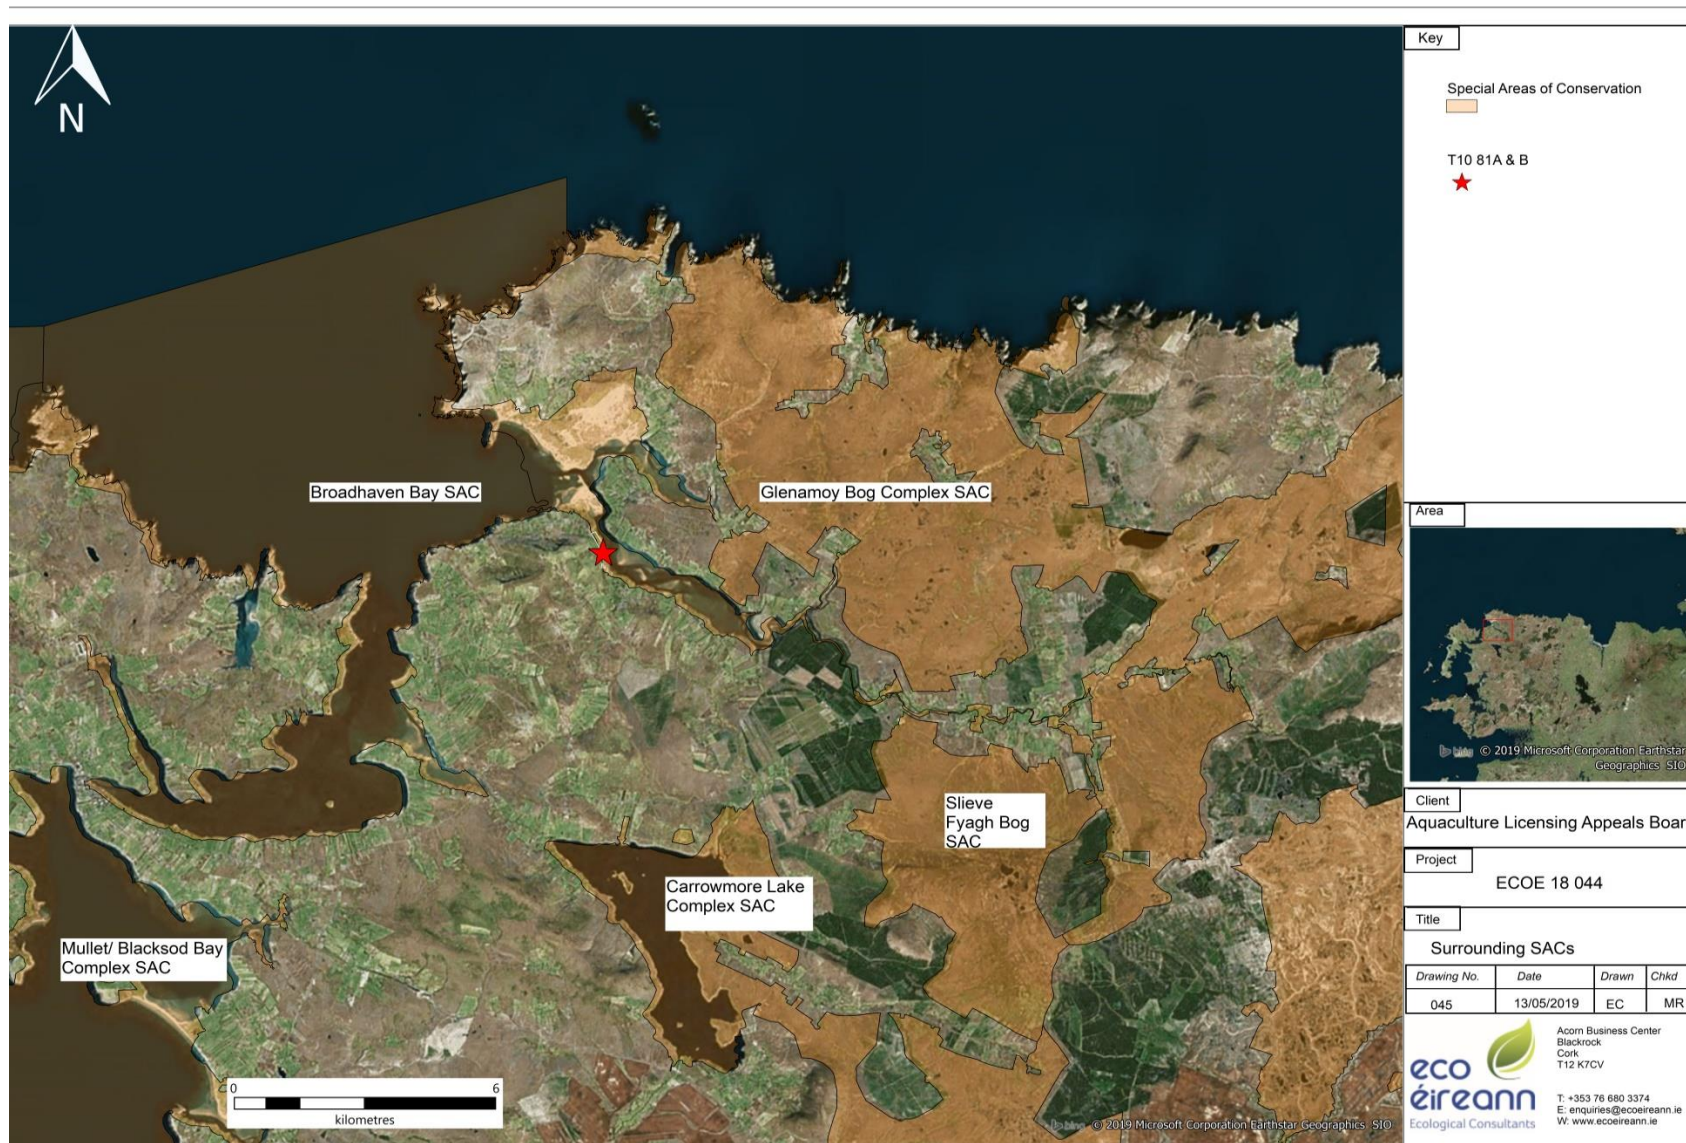 N
Broadhaven Bay SAC
Glenamoy Bog Complex SAC
Slieve
Fyagh Bog
SAC
Carrowmore Lake
Complex SAC
Mullet/ Blacksod Bay
Complex SAC
0 6
kilometres
© 2019 Microsoft Corporation Earthstar Geographics SIO
Key
Special Areas of Conservation
T10 81A & B
Area
© 2019 Microsoft Corporation Earthstar
Geographics SIO
Client
Aquaculture Licensing Appeals Boar
Project
ECOE 18 044
Title
Surrounding SACs
Drawing No. Date Drawn Chkd
045 13/05/2019 EC MR
eco
éireann
Ecological Consultants
Acorn Business Center
Blackrock
Cork
T12 K7CV
T: +353 76 680 3374
E: enquiries@ecoeireann.ie
W: www.ecoeireann.ie